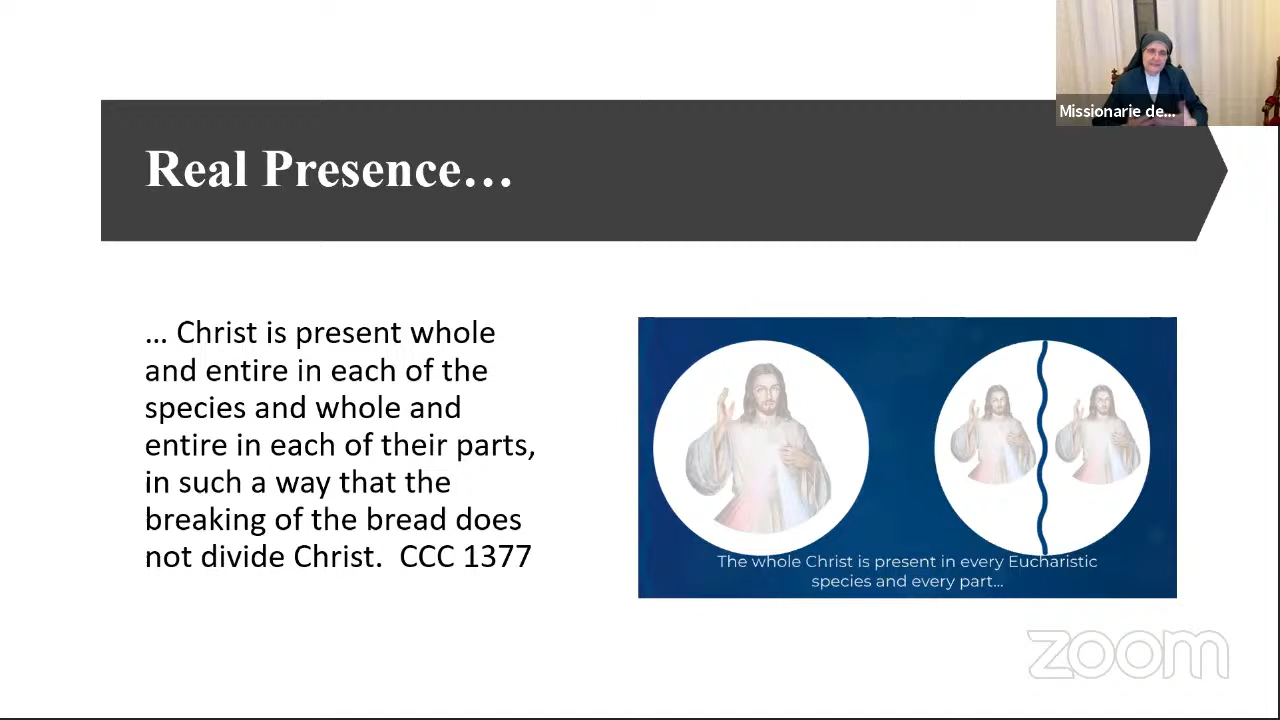 Missionarie de...
Real Presence…
... Christ is present whole
and entire in each of the
species and whole and
entire in each of their parts,
in such a way that the
breaking of the bread does
not divide Christ.  CCC 1377
The whole Christ is present in every Eucharistic
species and every part...
zoom